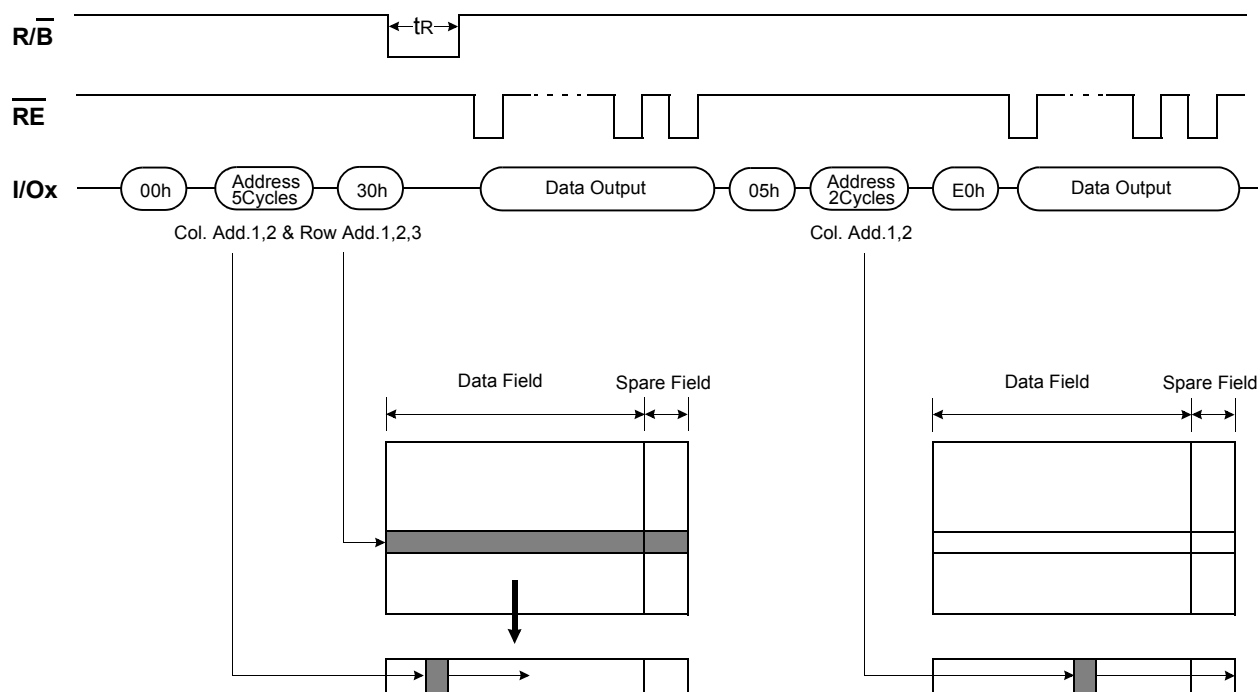 R/B̅
tR
R̅E̅
I/Ox
00h
Address
5Cycles
30h
Data Output
05h
Address
2Cycles
E0h
Data Output
Col. Add.1,2 & Row Add.1,2,3
Col. Add.1,2
Data Field
Spare Field
Data Field
Spare Field